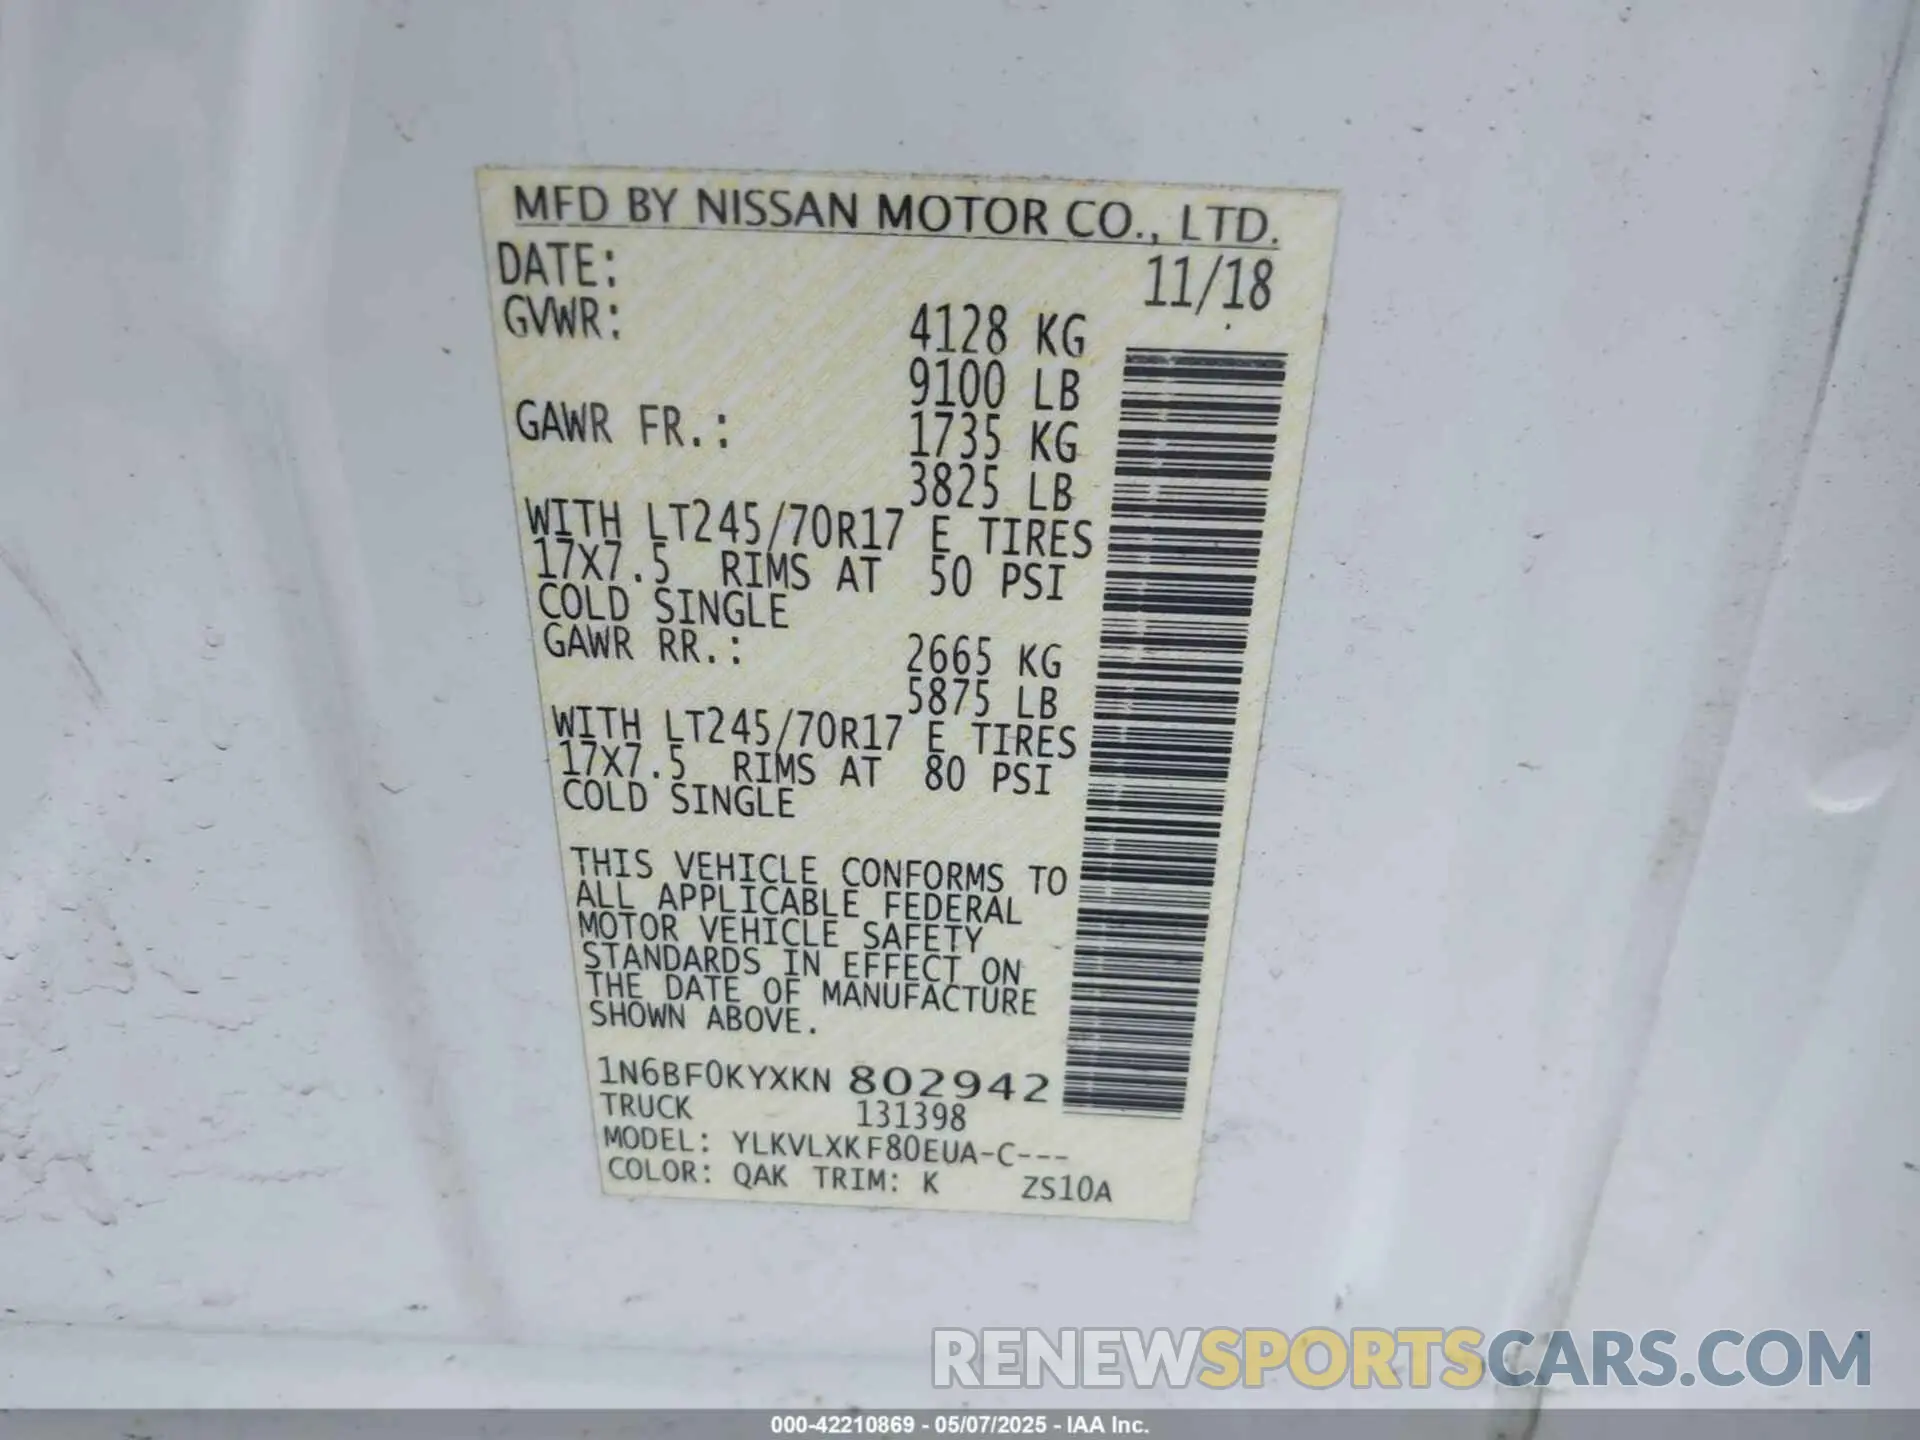 MFD BY NISSAN MOTOR CO., LTD.
DATE: 11/18
GVWR: 4128 KG
9100 LB
GAWR FR.: 1735 KG
3825 LB
WITH LT245/70R17 E TIRES
17X7.5 RIMS AT 50 PSI
COLD SINGLE
GAWR RR.: 2665 KG
5875 LB
WITH LT245/70R17 E TIRES
17X7.5 RIMS AT 80 PSI
COLD SINGLE
THIS VEHICLE CONFORMS TO
ALL APPLICABLE FEDERAL
MOTOR VEHICLE SAFETY
STANDARDS IN EFFECT ON
THE DATE OF MANUFACTURE
SHOWN ABOVE.
1N6BF0KYXKN 802942
TRUCK 131398
MODEL: YLKVLXKF80EUA-C---
COLOR: QAK TRIM: K ZS10A
RENEWSPORTSCARS.COM
000-42210869 - 05/07/2025 - IAA Inc.